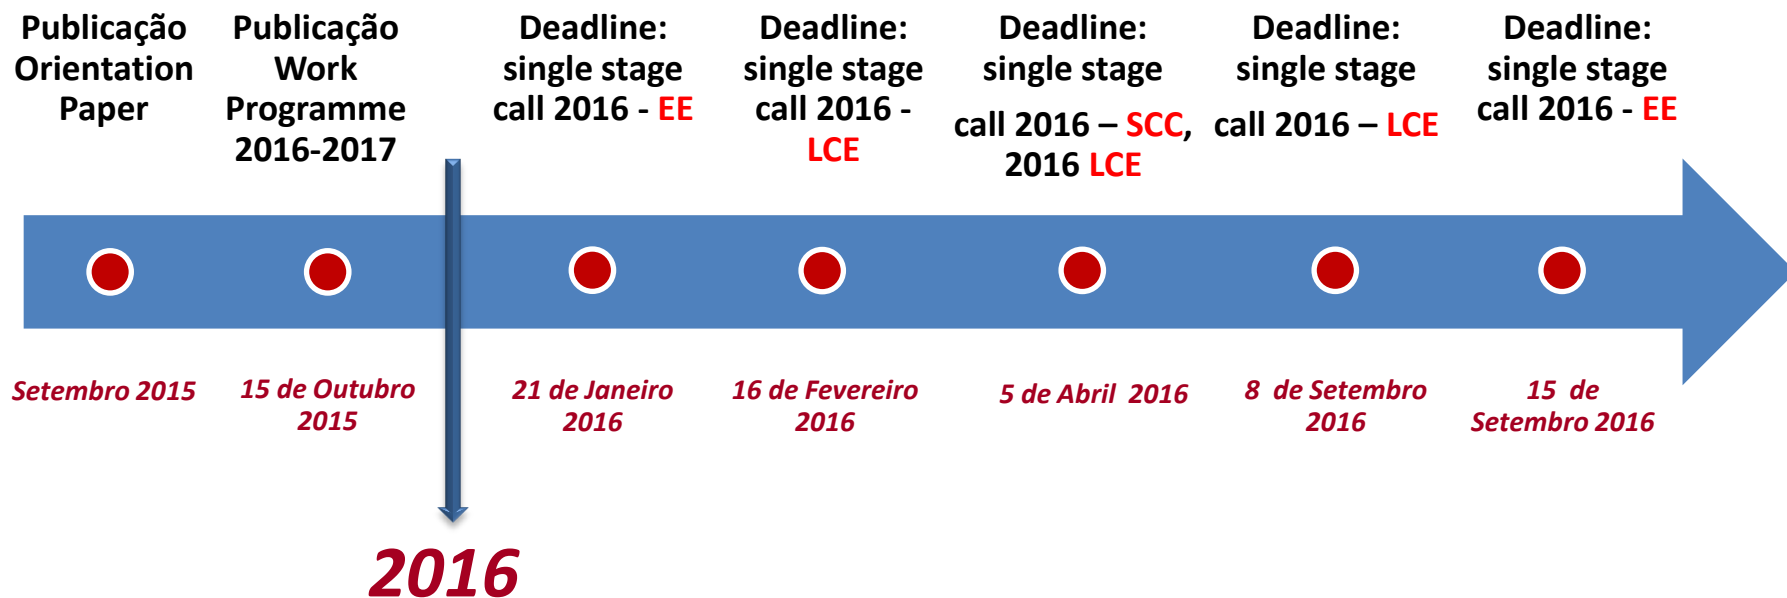 Publicação
Orientation
Paper
Publicação
Work
Programme
2016-2017
Deadline:
single stage
call 2016 - EE
Deadline:
single stage
call 2016 -
LCE
Deadline:
single stage
call 2016 – SCC,
2016 LCE
Deadline:
single stage
call 2016 – LCE
Deadline:
single stage
call 2016 - EE
Setembro 2015
15 de Outubro
2015
21 de Janeiro
2016
16 de Fevereiro
2016
5 de Abril 2016
8 de Setembro
2016
15 de
Setembro 2016
2016